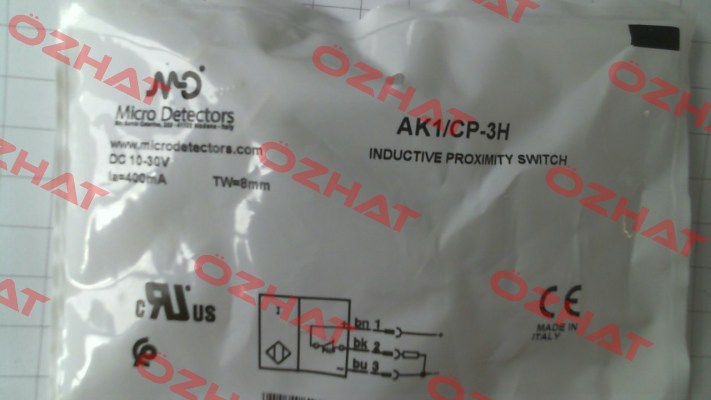 MD
Micro Detectors
www.microdetectors.com
DC 10-30V
Ia=400mA TW=8mm
AK1/CP-3H
INDUCTIVE PROXIMITY SWITCH
c RU US
CE
MADE IN
ITALY
I
bn 1 +
bk 2
bu 3 -
ÖZHAT
ÖZHAT
ÖZHAT
ÖZHAT
ÖZHAT
ÖZHAT
ÖZHAT
ÖZHAT
ÖZHAT
ÖZHAT
ÖZHAT